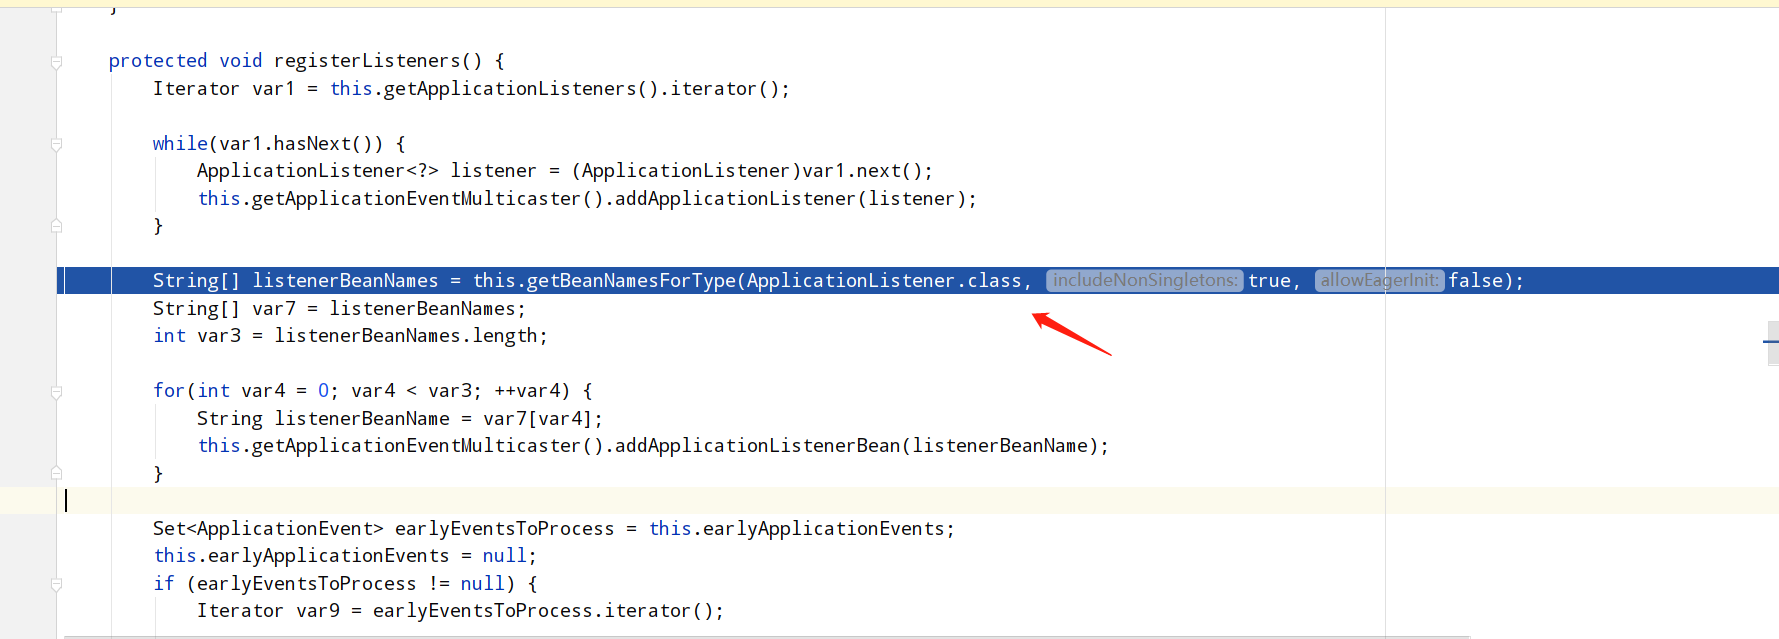 }
protected void registerListeners() {
Iterator var1 = this.getApplicationListeners().iterator();
while(var1.hasNext()) {
ApplicationListener<?> listener = (ApplicationListener)var1.next();
this.getApplicationEventMulticaster().addApplicationListener(listener);
}
String[] listenerBeanNames = this.getBeanNamesForType(ApplicationListener.class, includeNonSingletons: true, allowEagerInit: false);
String[] var7 = listenerBeanNames;
int var3 = listenerBeanNames.length;
for(int var4 = 0; var4 < var3; ++var4) {
String listenerBeanName = var7[var4];
this.getApplicationEventMulticaster().addApplicationListenerBean(listenerBeanName);
}
Set<ApplicationEvent> earlyEventsToProcess = this.earlyApplicationEvents;
this.earlyApplicationEvents = null;
if (earlyEventsToProcess != null) {
Iterator var9 = earlyEventsToProcess.iterator();